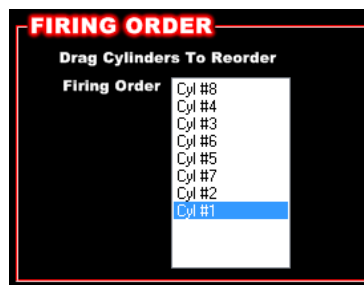 FIRING ORDER
Drag Cylinders To Reorder
Firing Order
Cyl #8
Cyl #4
Cyl #3
Cyl #6
Cyl #5
Cyl #7
Cyl #2
Cyl #1